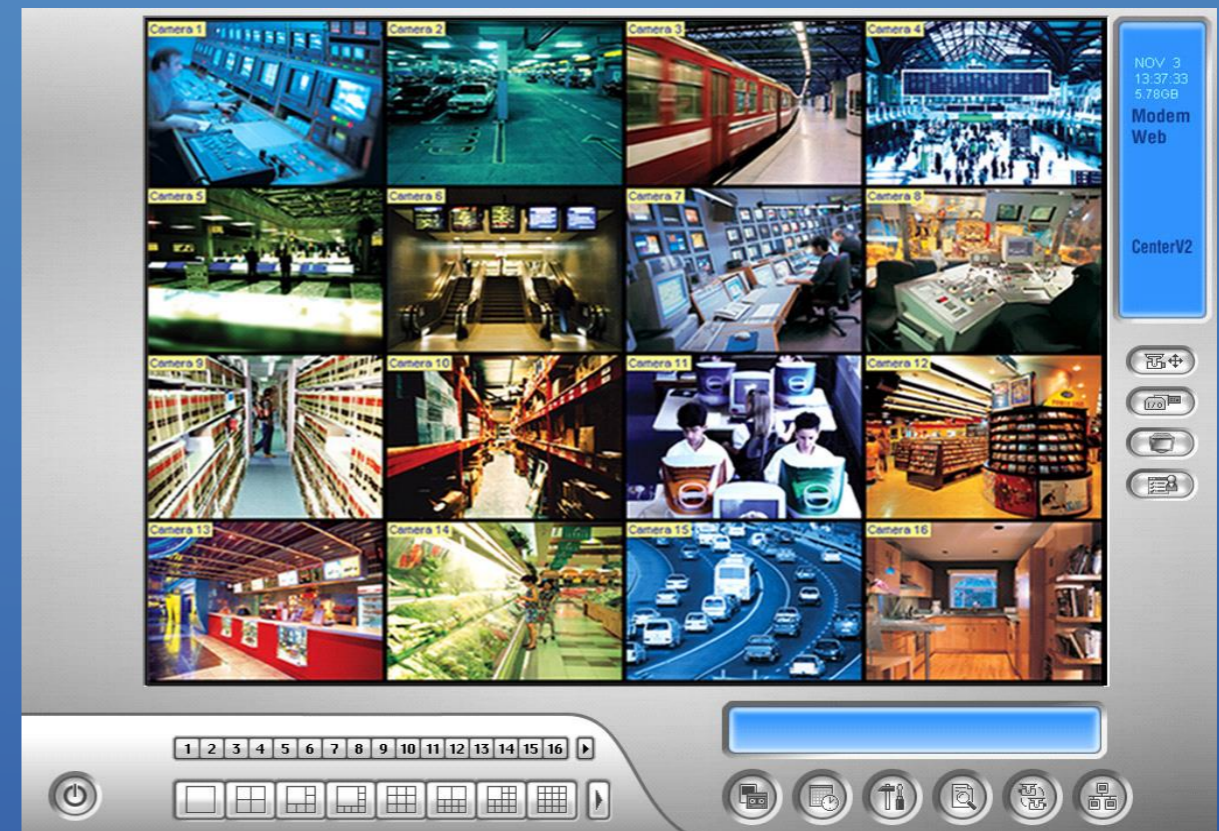 Camera 1
Camera 2
Camera 3
Camera 4
NOV 3
13:37:33
5.78GB
Modem
Web
CenterV2
Camera 5
Camera 6
Camera 7
Camera 8
Camera 9
Camera 10
Camera 11
Camera 12
I/O
Camera 13
Camera 14
Camera 15
Camera 16
1 2 3 4 5 6 7 8 9 10 11 12 13 14 15 16